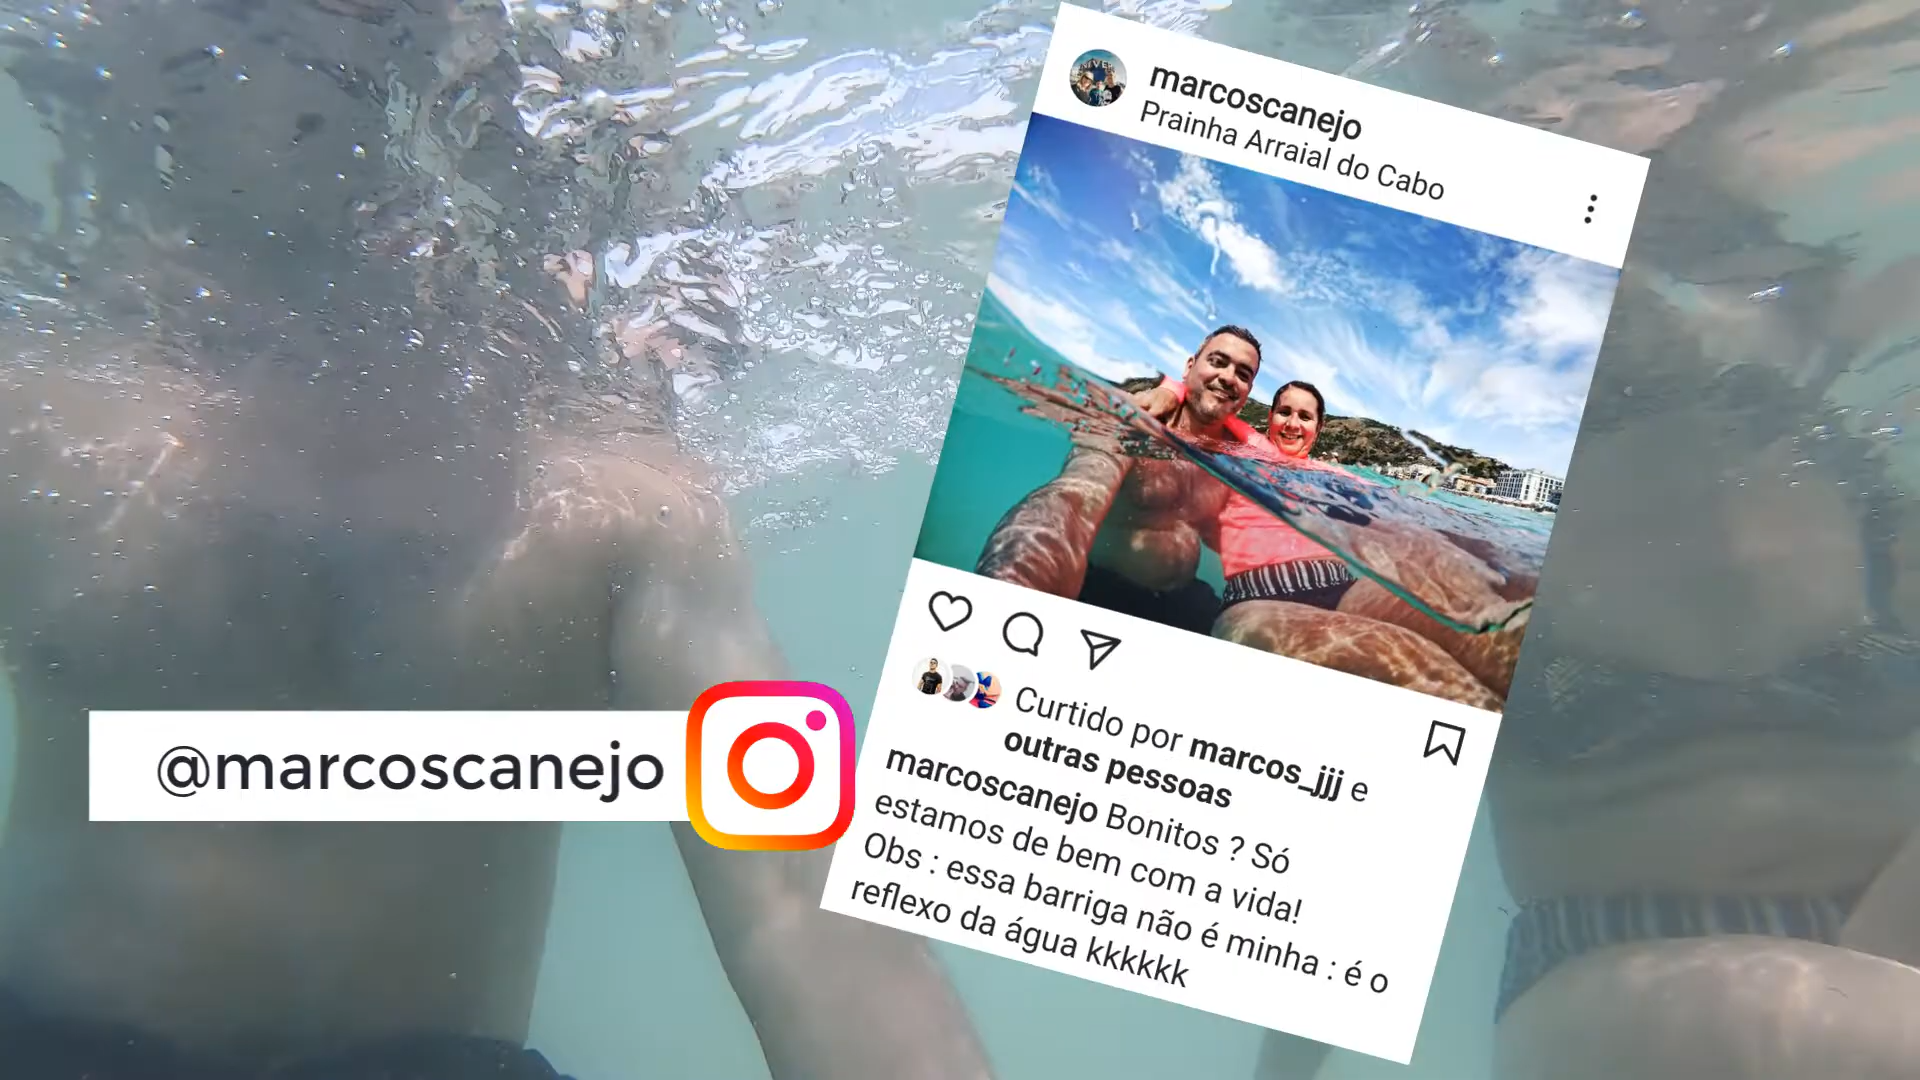 marcoscanejo
Prainha Arraial do Cabo
@marcoscanejo
Curtido por marcos_jjj e
outras pessoas
marcoscanejo Bonitos ? Só
estamos de bem com a vida!
Obs : essa barriga não é minha : é o
reflexo da água kkkkkk